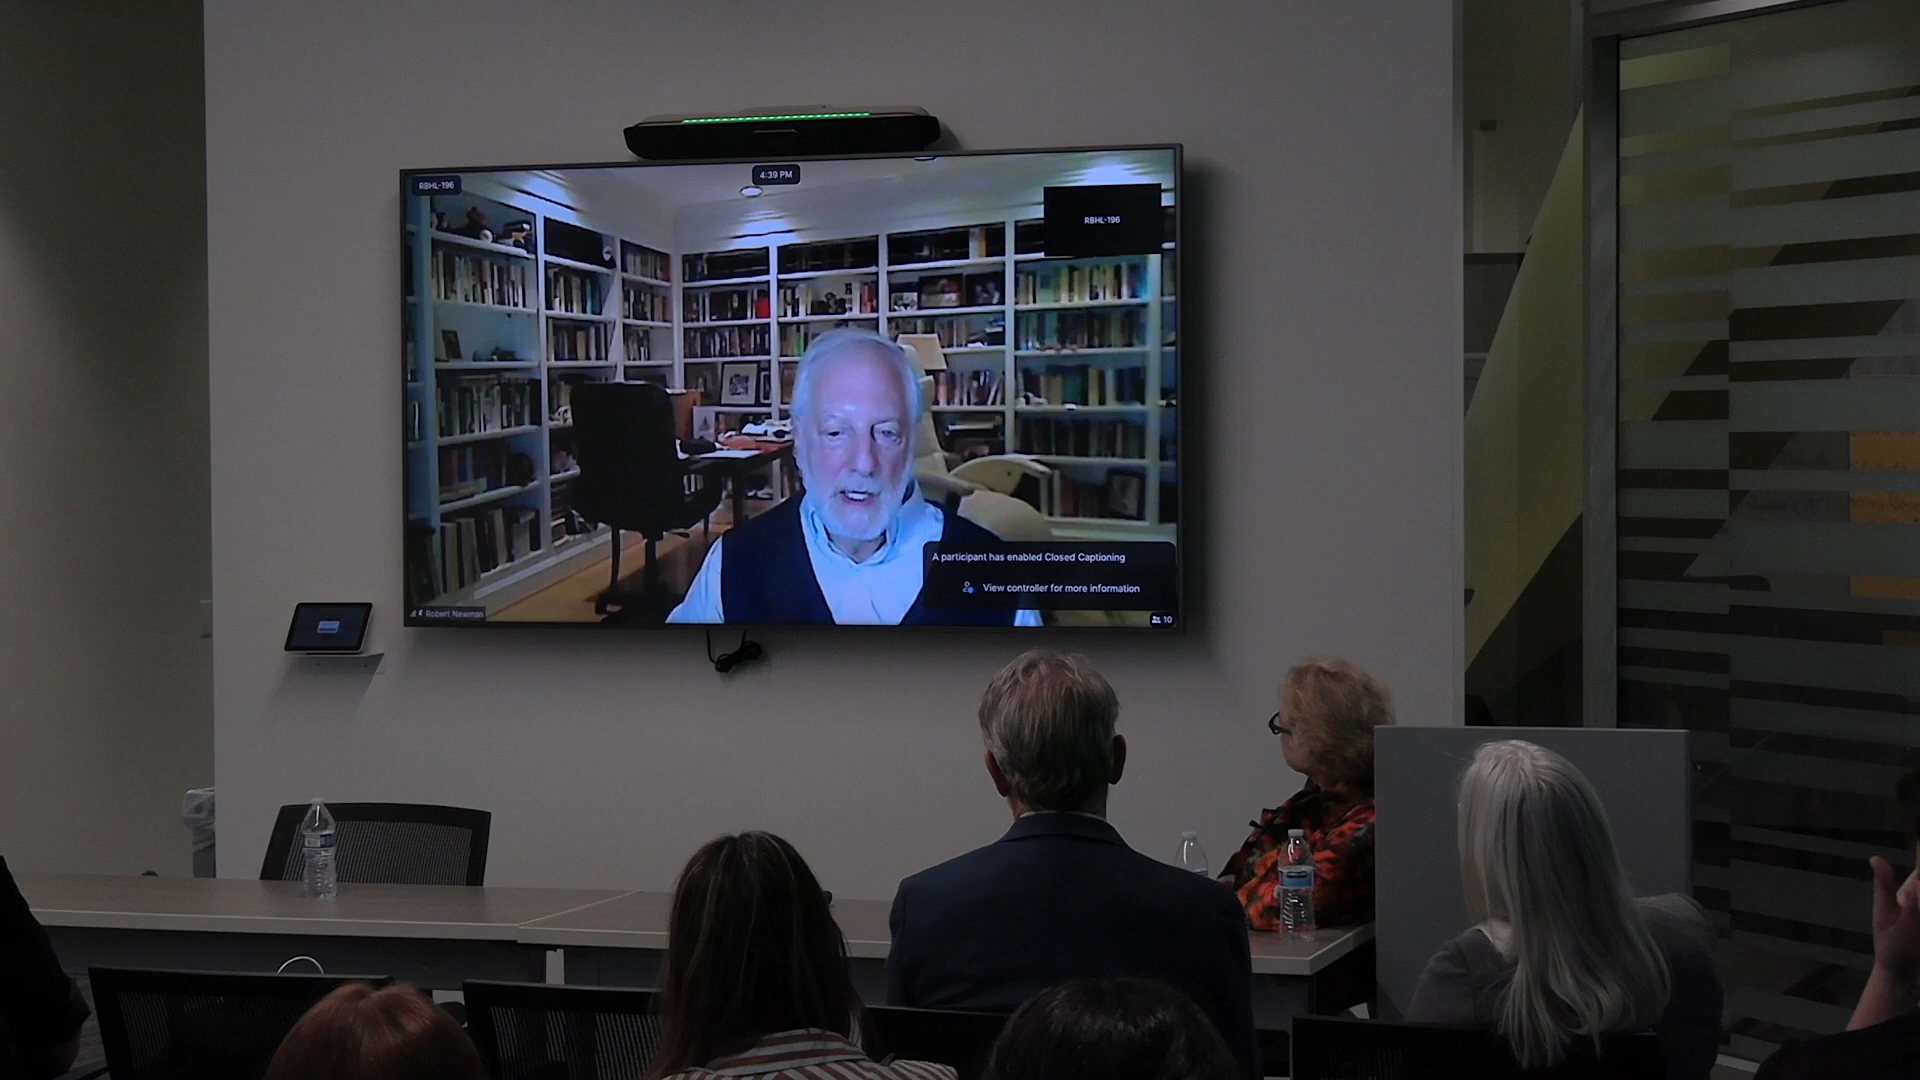 RBHL-196
4:39 PM
RBHL-196
A participant has enabled Closed Captioning
View controller for more information
Robert Newman
10